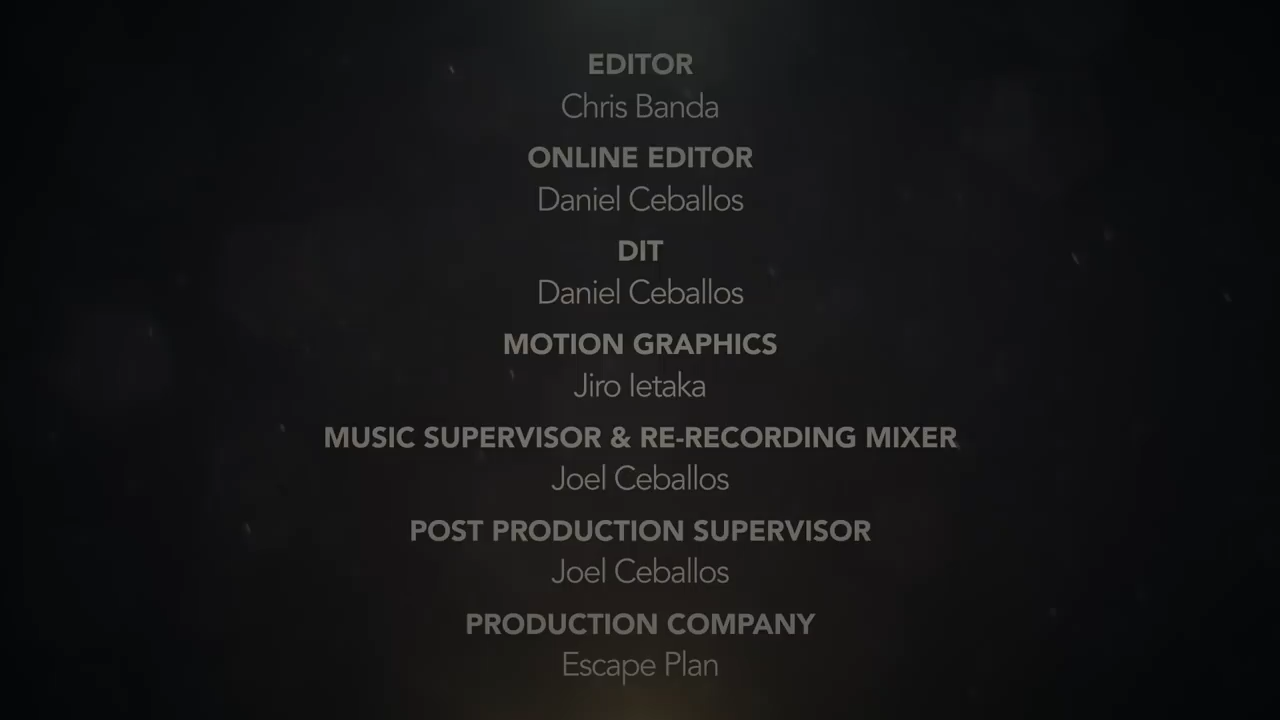 EDITOR
Chris Banda
ONLINE EDITOR
Daniel Ceballos
DIT
Daniel Ceballos
MOTION GRAPHICS
Jiro Ietaka
MUSIC SUPERVISOR & RE-RECORDING MIXER
Joel Ceballos
POST PRODUCTION SUPERVISOR
Joel Ceballos
PRODUCTION COMPANY
Escape Plan